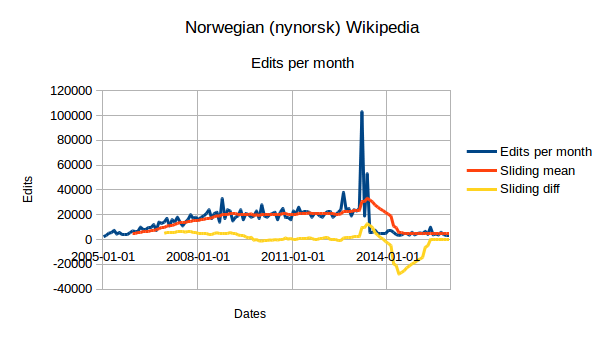 Norwegian (nynorsk) Wikipedia
Edits per month
120000
100000
80000
60000
40000
20000
0
-20000
-40000
2005-01-01 2008-01-01 2011-01-01 2014-01-01
Edits
Dates
Edits per month
Sliding mean
Sliding diff